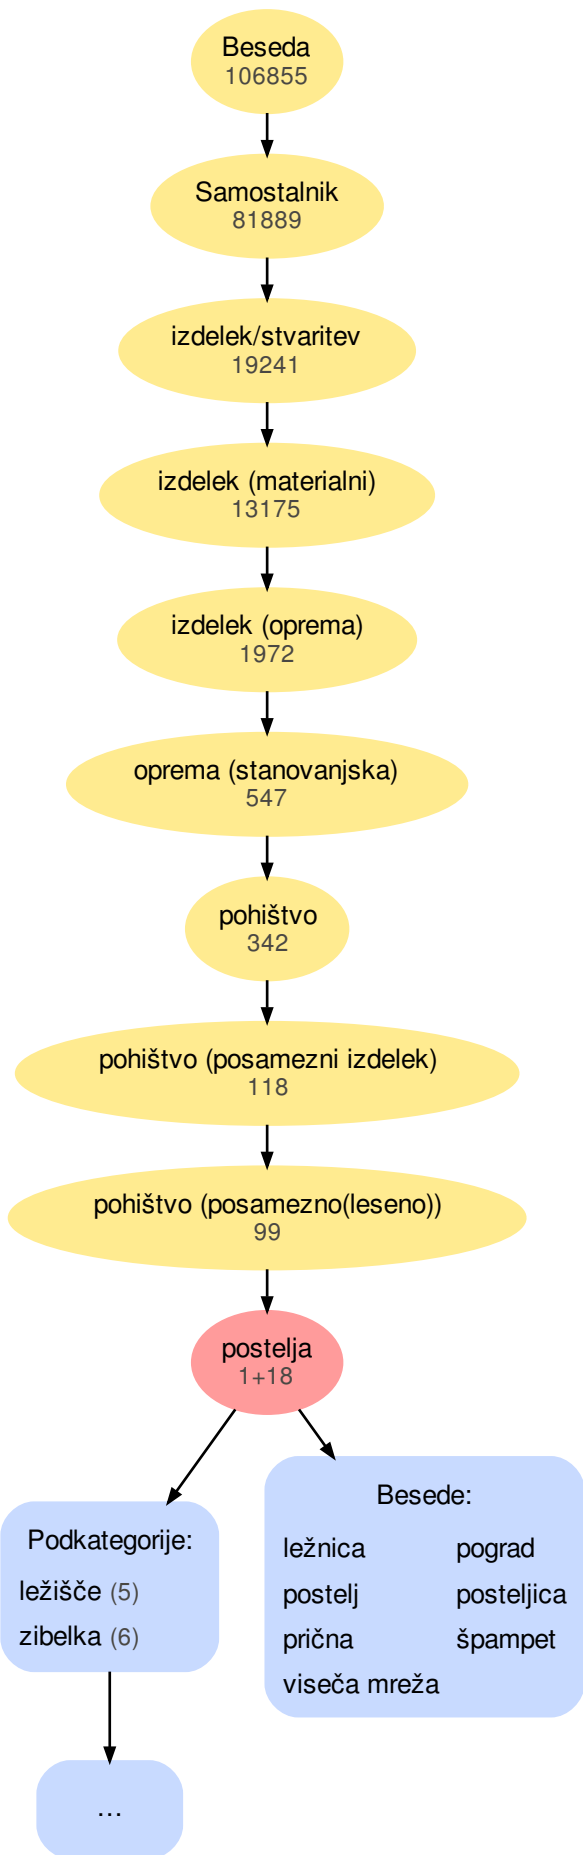 Beseda
106855
Samostalnik
81889
izdelek/stvaritev
19241
izdelek (materialni)
13175
izdelek (oprema)
1972
oprema (stanovanjska)
547
pohištvo
342
pohištvo (posamezni izdelek)
118
pohištvo (posamezno(leseno))
99
postelja
1+18
Podkategorije:
ležišče (5)
zibelka (6)
...
Besede:
ležnica pograd
postelj posteljica
prična špampet
viseča mreža